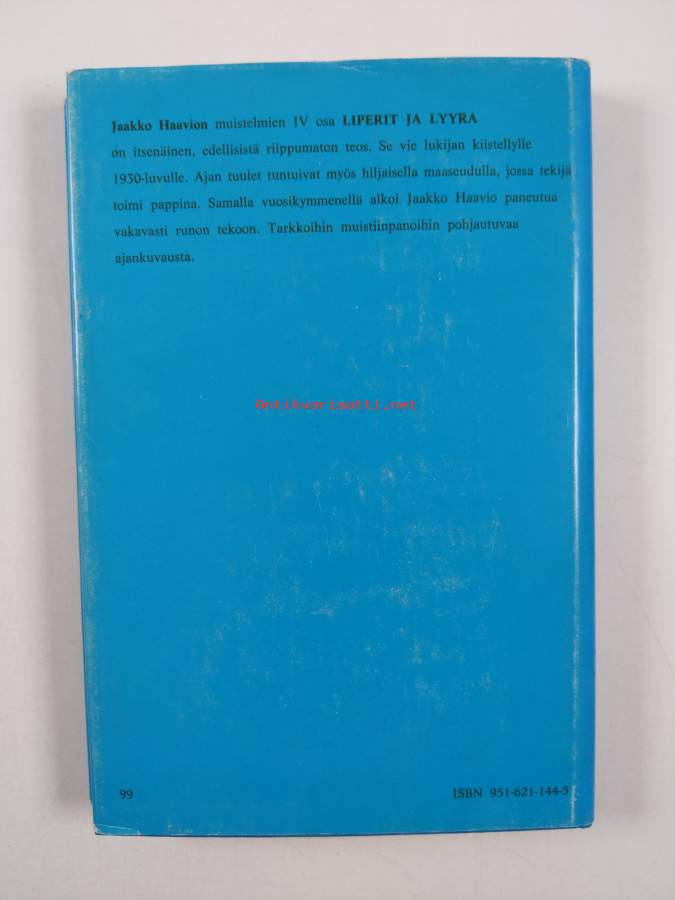 Jaakko Haavion muistelmien IV osa LIPERIT JA LYYRA
on itsenäinen, edellisistä riippumaton teos. Se vie lukijan kiistellylle
1930-luvulle. Ajan tuulet tuntuivat myös hiljaisella maaseudulla, jossa tekijä
toimi pappina. Samalla vuosikymmenellä alkoi Jaakko Haavio paneutua
vakavasti runon tekoon. Tarkkoihin muistiinpanoihin pohjautuvaa
ajankuvausta.
Antikvariaatti.net
99
ISBN 951-621-144-5